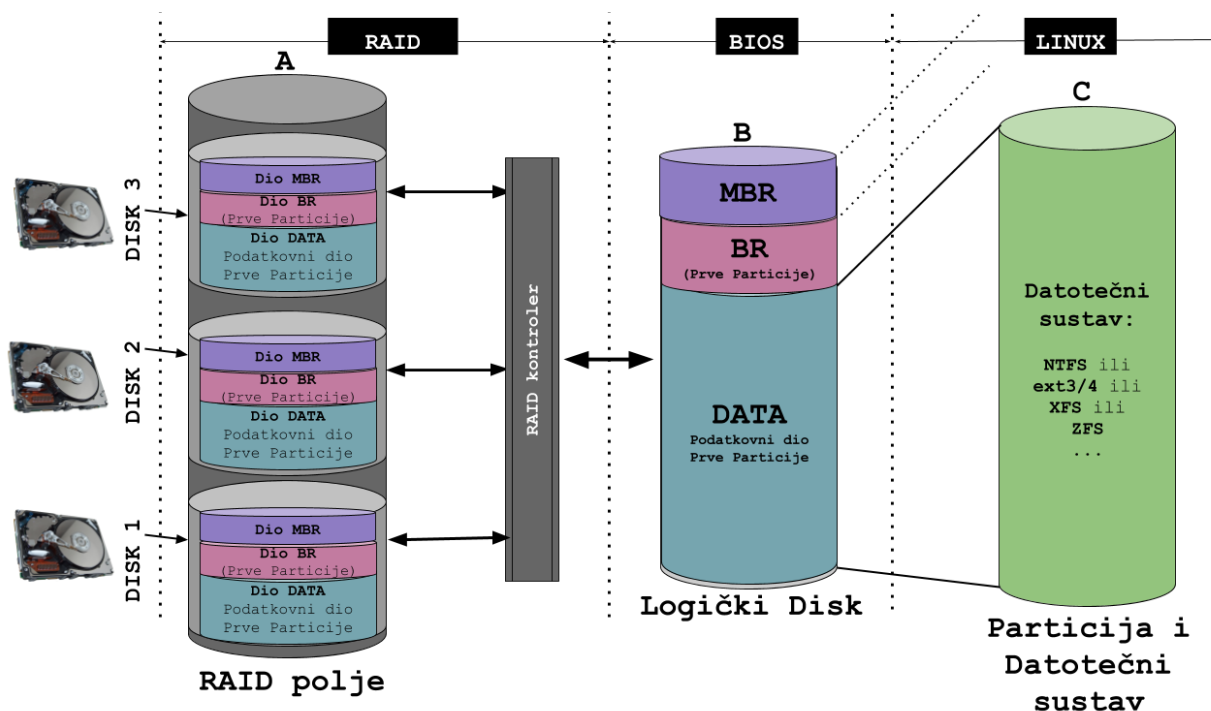 RAID
BIOS
LINUX
A
B
C
DISK 3
Dio MBR
Dio BR
(Prve Particije)
Dio DATA
Podatkovni dio
Prve Particije
DISK 2
Dio MBR
Dio BR
(Prve Particije)
Dio DATA
Podatkovni dio
Prve Particije
DISK 1
Dio MBR
Dio BR
(Prve Particije)
Dio DATA
Podatkovni dio
Prve Particije
RAID polje
RAID kontroler
MBR
BR
(Prve Particije)
DATA
Podatkovni dio
Prve Particije
Logički Disk
Datotečni
sustav:
NTFS ili
ext3/4 ili
XFS ili
ZFS
...
Particija i
Datotečni
sustav